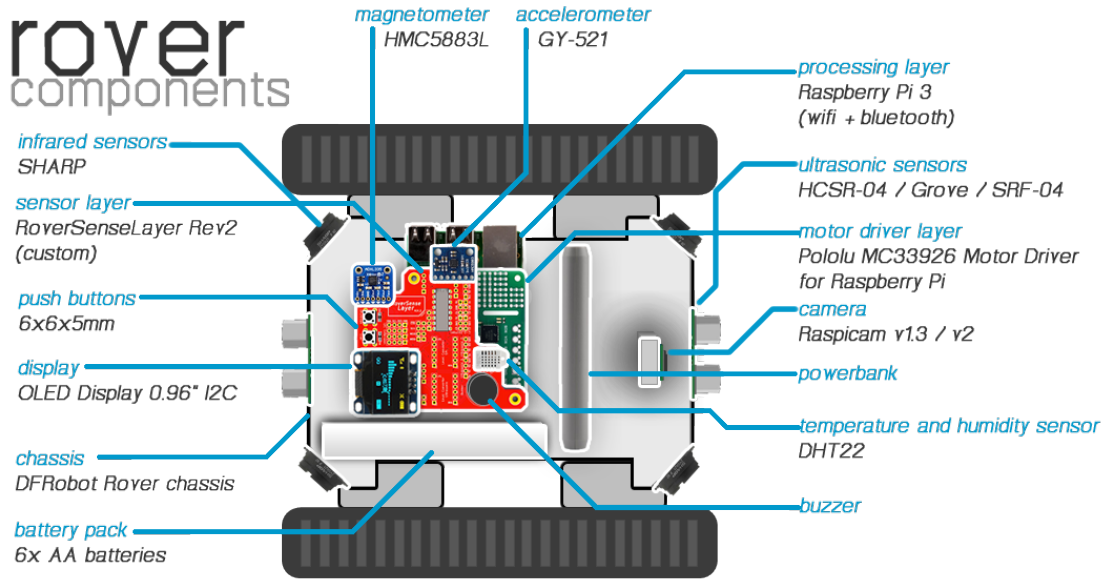 rover
components
magnetometer
HMC5883L
accelerometer
GY-521
infrared sensors
SHARP
sensor layer
RoverSenseLayer Rev2
(custom)
push buttons
6x6x5mm
display
OLED Display 0.96" I2C
chassis
DFRobot Rover chassis
battery pack
6x AA batteries
processing layer
Raspberry Pi 3
(wifi + bluetooth)
ultrasonic sensors
HCSR-04 / Grove / SRF-04
motor driver layer
Pololu MC33926 Motor Driver
for Raspberry Pi
camera
Raspicam v1.3 / v2
powerbank
temperature and humidity sensor
DHT22
buzzer
RoverSense
Layer